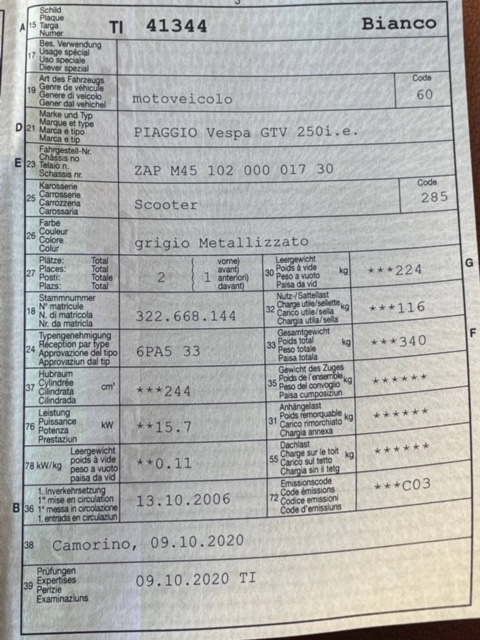 Schild
A 15 Plaque TI 41344 Bianco
Targa
Numer
Bes. Verwendung
17 Usage spécial
Uso speciale
Diever spezial
Art des Fahrzeugs
19 Genre de véhicule motoveicolo Code
Genere di veicolo 60
Gener dal vehichel
Marke und Typ
D 21 Marque et type PIAGGIO Vespa GTV 250i.e.
Marca e tipo
Marca e tip
Fahrgestell-Nr.
E 23 Châssis no ZAP M45 102 000 017 30
Telaio n.
Schassis nr.
Karosserie
25 Carrosserie Scooter Code
Carrozzeria 285
Carossaria
Farbe
26 Couleur grigio Metallizzato
Colore
Colur
Plätze: Total vorne)
27 Places: Total 2 avant)
Posti: Totale 1 anteriori)
Plazs: Total davant)
Leergewicht G
30 Poids à vide kg ***224
Peso a vuoto
Paisa da vid
Stammnummer
18 N° matricule 322.668.144
N. di matricola
Nr. da matricla
Nutz-/Sattellast
32 Charge utile/sellette kg ***116
Carico utile/sella
Chargia utila/sella
Typengenehmigung
24 Réception par type 6PA5 33
Approvazione del tipo
Approvaziun dal tip
Gesamtgewicht F
33 Poids total kg ***340
Peso totale
Paisa totala
Hubraum
37 Cylindrée cm³ ***244
Cilindrata
Cilindrada
Gewicht des Zuges
35 Poids de l'ensemble kg ******
Peso del convoglio
Paisa cumposiziun
Leistung
76 Puissance kW **15.7
Potenza
Prestaziun
Anhängelast
31 Poids remorquable kg ******
Carico rimorchiato
Chargia annexa
Leergewicht
78 kW/kg poids à vide **0.11
peso a vuoto
paisa da vid
Dachlast
55 Charge sur le toit kg ******
Carico sul tetto
Chargia sin il tetg
1. Inverkehrsetzung
B 36 1re mise en circulation 13.10.2006
1a messa in circolazione
1. entrada en circulaziun
Emissionscode
72 Code émissions ***C03
Codice emissioni
Code d'emissiuns
38 Camorino, 09.10.2020
Prüfungen
39 Expertises 09.10.2020 TI
Perizie
Examinaziuns